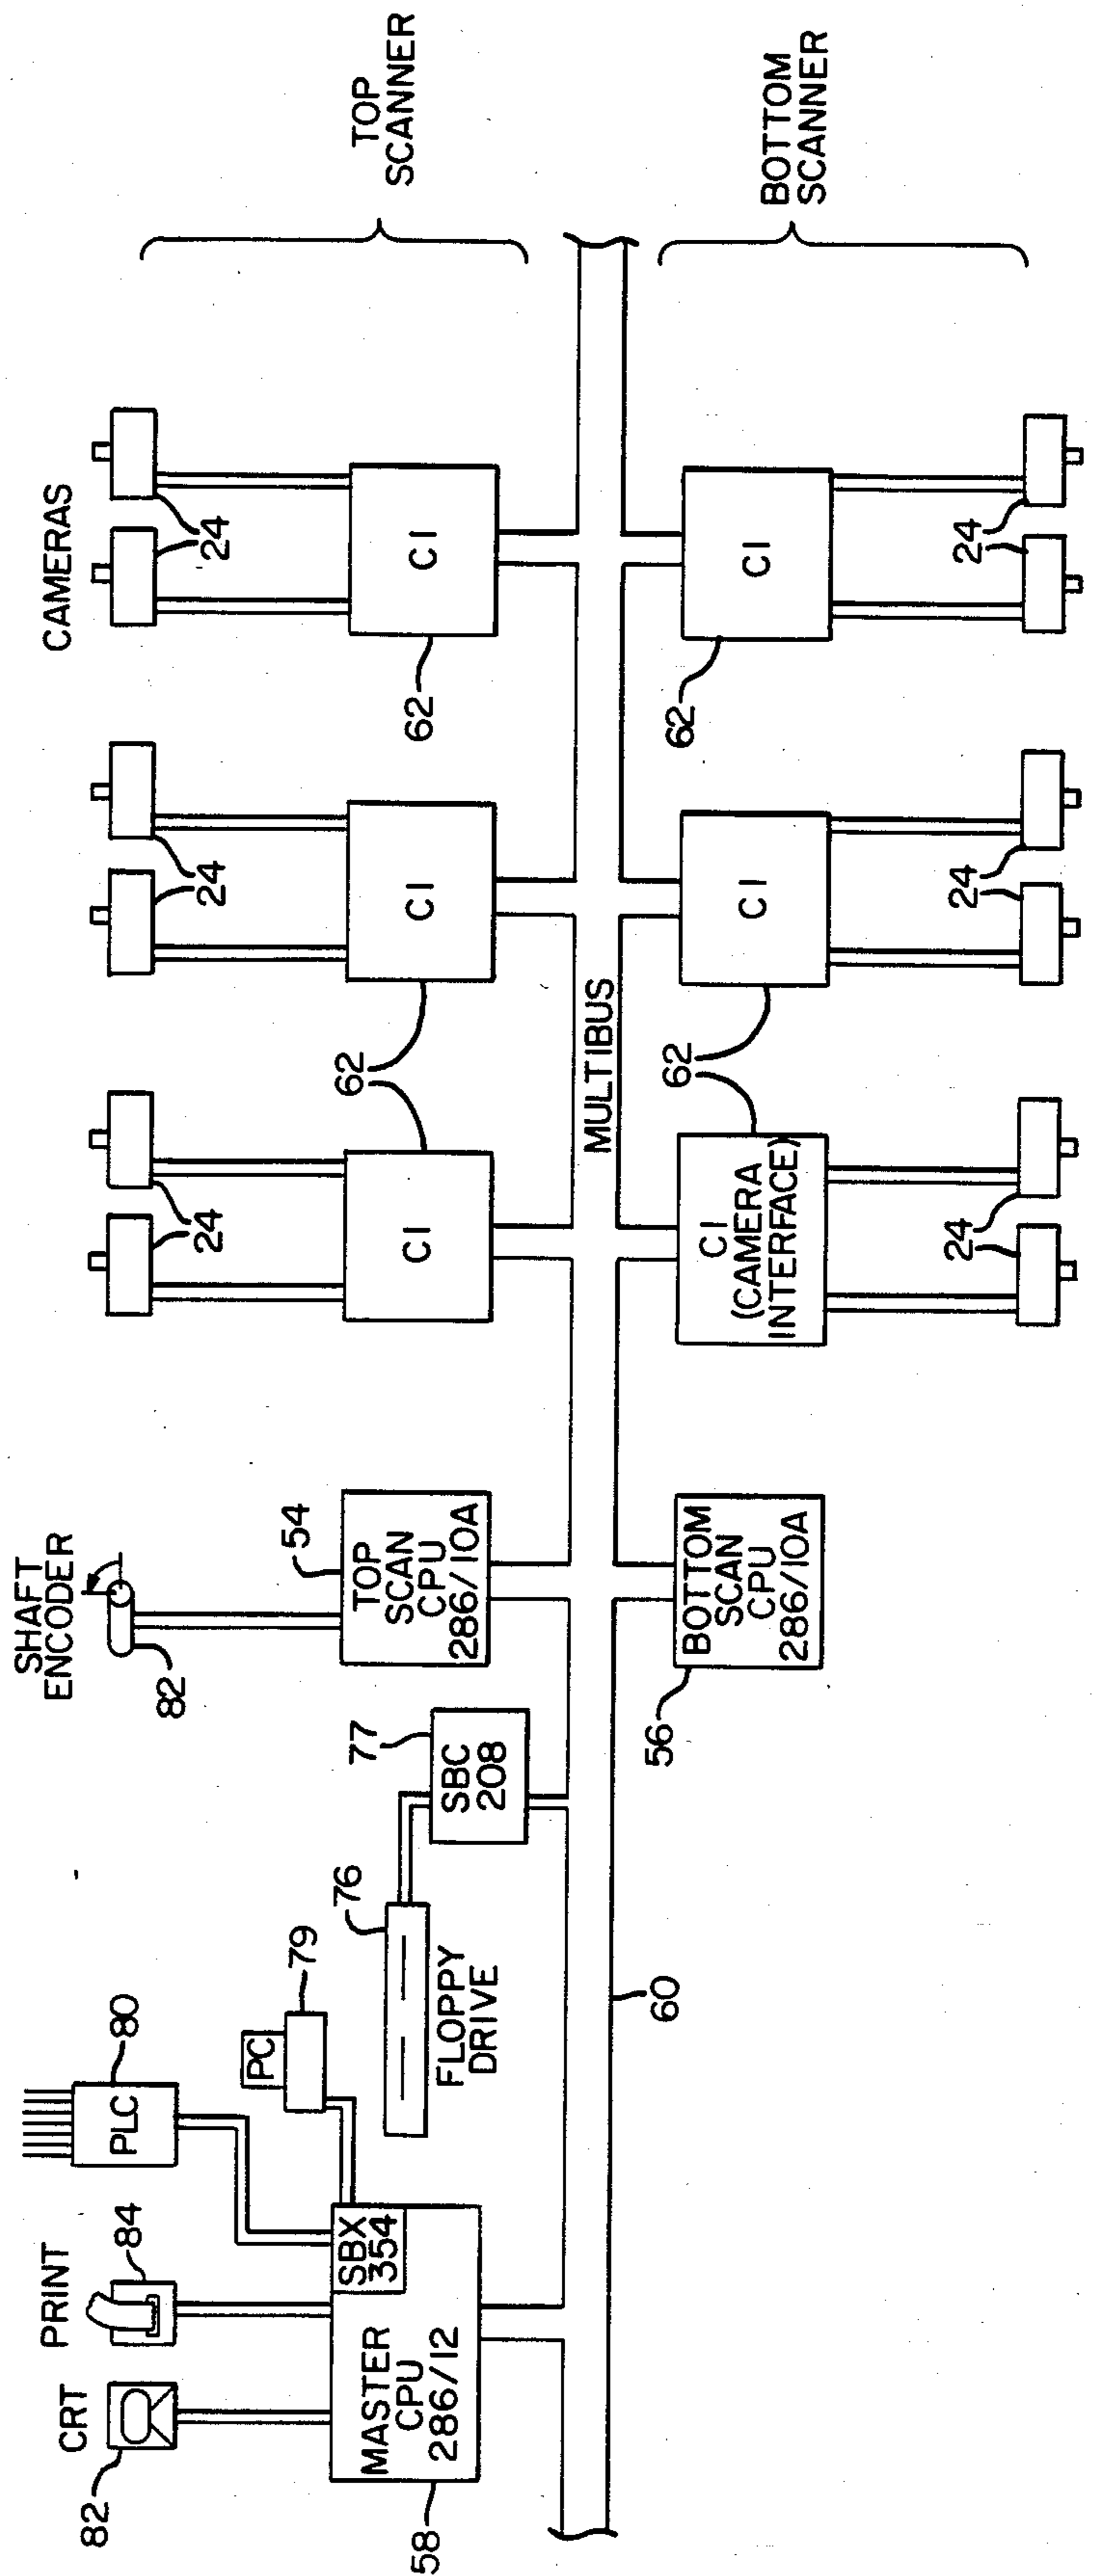 CRT
82
PRINT
84
PLC
80
PC
79
SBX
354
MASTER
CPU
286/12
58
76
FLOPPY
DRIVE
77
SBC
208
60
SHAFT
ENCODER
82
54
TOP
SCAN
CPU
286/10A
56
BOTTOM
SCAN
CPU
286/10A
CAMERAS
24
24
24
CI
CI
CI
62
62
MULTIBUS
62
62
CI
(CAMERA
INTERFACE)
CI
CI
24
24
24
TOP
SCANNER
BOTTOM
SCANNER